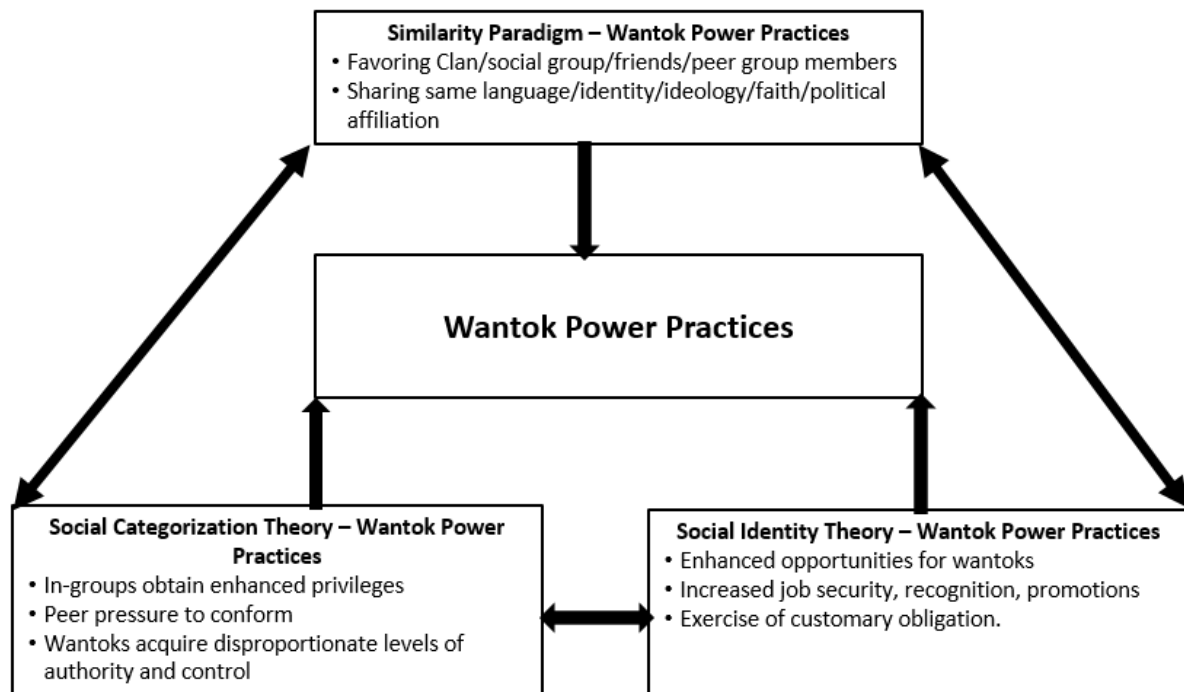 Similarity Paradigm – Wantok Power Practices
• Favoring Clan/social group/friends/peer group members
• Sharing same language/identity/ideology/faith/political
affiliation
Wantok Power Practices
Social Categorization Theory – Wantok Power
Practices
• In-groups obtain enhanced privileges
• Peer pressure to conform
• Wantoks acquire disproportionate levels of
authority and control
Social Identity Theory – Wantok Power Practices
• Enhanced opportunities for wantoks
• Increased job security, recognition, promotions
• Exercise of customary obligation.